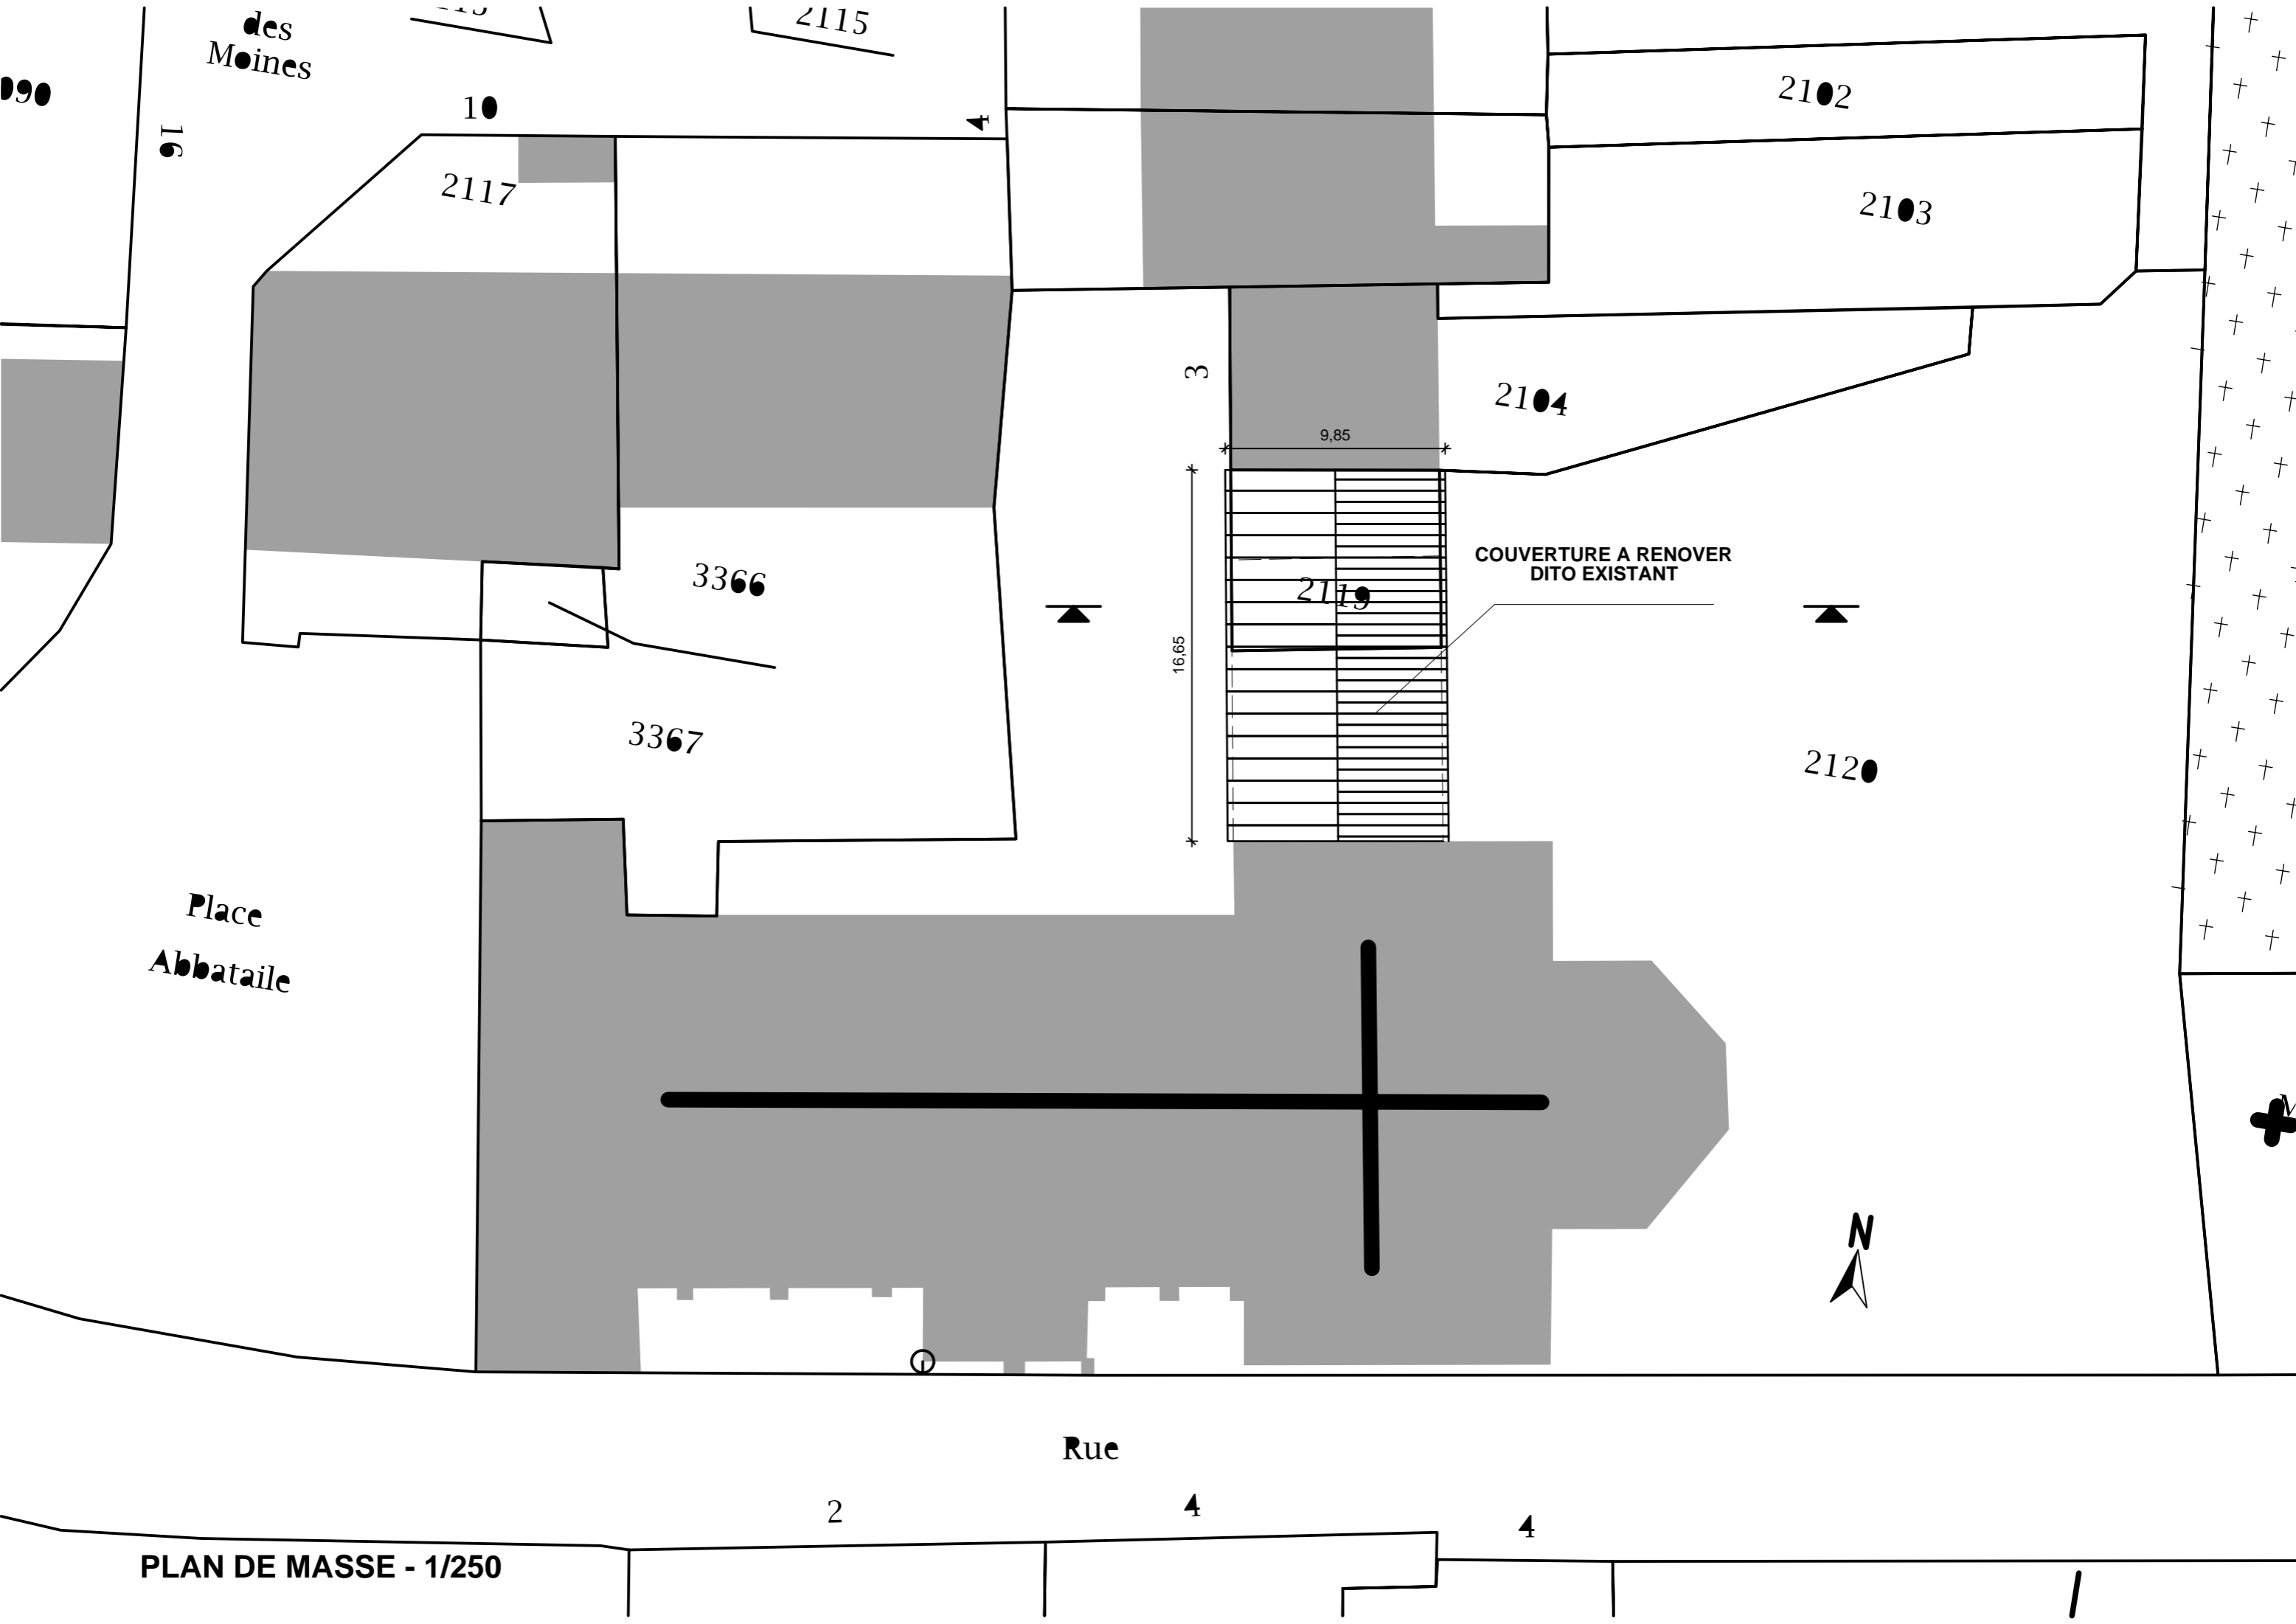 des
Moines
2115
10
16
4
2102
2117
2103
3
2104
9,85
COUVERTURE A RENOVER
DITO EXISTANT
3366
2119
16,65
3367
2120
Place
Abbataile
N
Rue
2
4
4
PLAN DE MASSE - 1/250